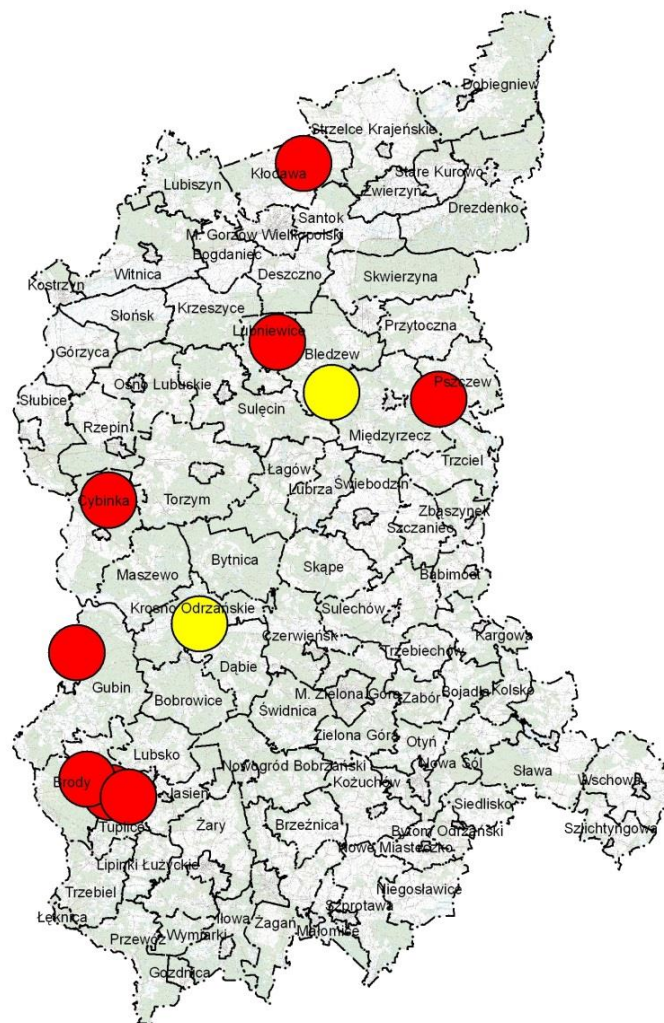 Dobiegniew
Strzelce Krajeńskie
Kłodawa
Stare Kurowo
Lubiszyn
Zwierzyn
Drezdenko
Santok
M. Gorzów Wielkopolski
Bogdaniec
Witnica
Deszczno
Skwierzyna
Kostrzyn
Krzeszyce
Słońsk
Przytoczna
Lubniewice
Górzyca
Bledzew
Ośno Lubuskie
Pszczew
Słubice
Sulęcin
Rzepin
Międzyrzecz
Trzciel
Łagów
Świebodzin
Lubrza
Cybinka
Torzym
Zbąszynek
Szczaniec
Bytnica
Skąpe
Maszewo
Babimost
Krosno Odrzańskie
Sulechów
Czerwieńsk
Kargowa
Trzebiechów
Dąbie
Gubin
Bojadła
Kolsko
M. Zielona Góra
Zabór
Bobrowice
Świdnica
Zielona Góra
Otyń
Lubsko
Nowogród Bobrzański
Nowa Sól
Sława
Wschowa
Brody
Kożuchów
Jasień
Siedlisko
Tuplice
Żary
Brzeźnica
Bytom Odrzański
Szlichtyngowa
Nowe Miasteczko
Lipinki Łużyckie
Trzebiel
Niegosławice
Szprotawa
Łęknica
Iłowa
Żagań
Małomice
Przewóz
Wymiarki
Gozdnica